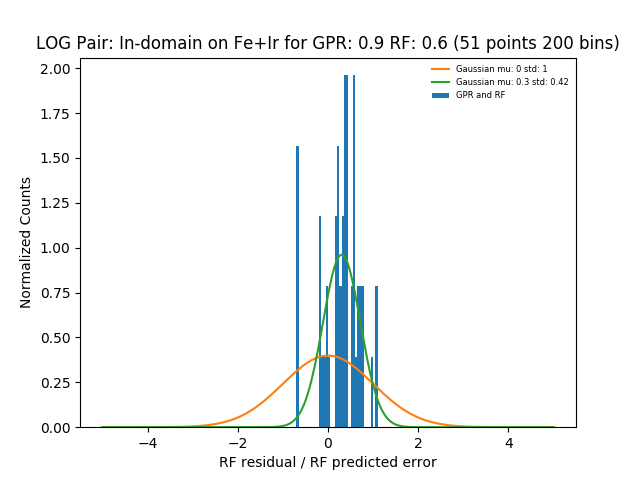 LOG Pair: In-domain on Fe+Ir for GPR: 0.9 RF: 0.6 (51 points 200 bins)
Gaussian mu: 0 std: 1
Gaussian mu: 0.3 std: 0.42
GPR and RF
Normalized Counts
2.00
1.75
1.50
1.25
1.00
0.75
0.50
0.25
0.00
−4
−2
0
2
4
RF residual / RF predicted error